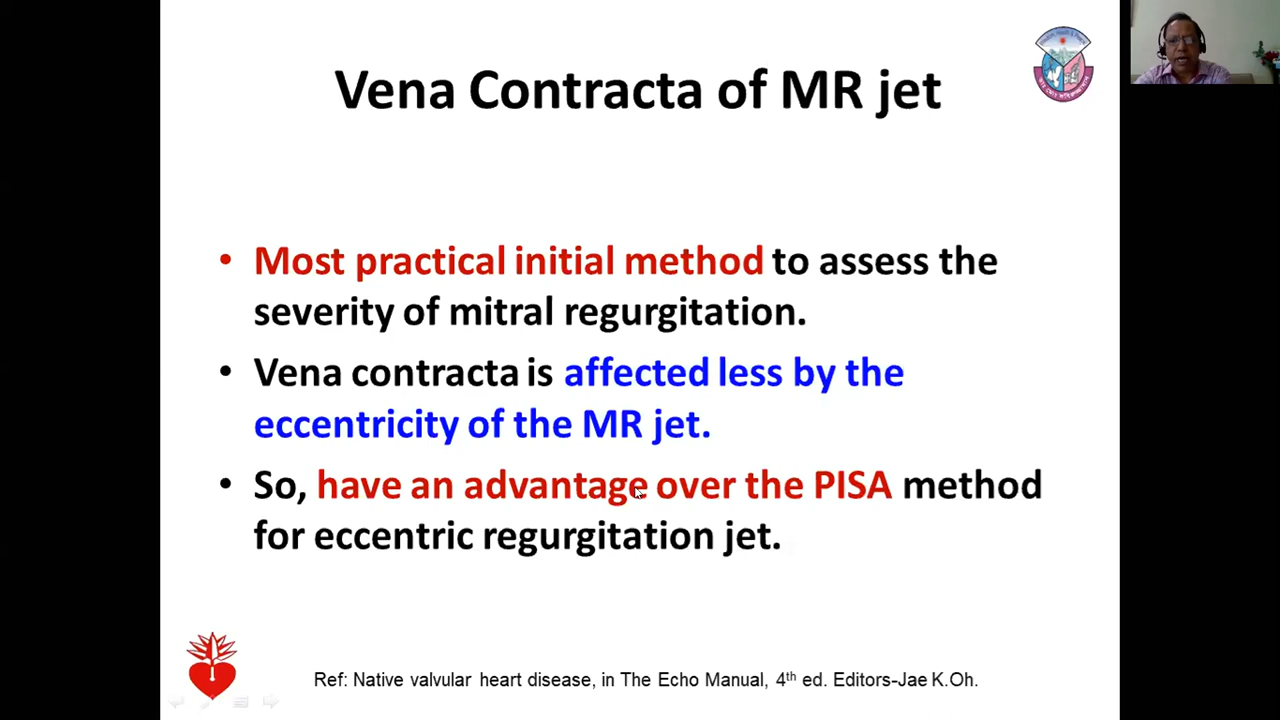 Vena Contracta of MR jet
• Most practical initial method to assess the
severity of mitral regurgitation.
• Vena contracta is affected less by the
eccentricity of the MR jet.
• So, have an advantage over the PISA method
for eccentric regurgitation jet.
Ref: Native valvular heart disease, in The Echo Manual, 4th ed. Editors-Jae K.Oh.